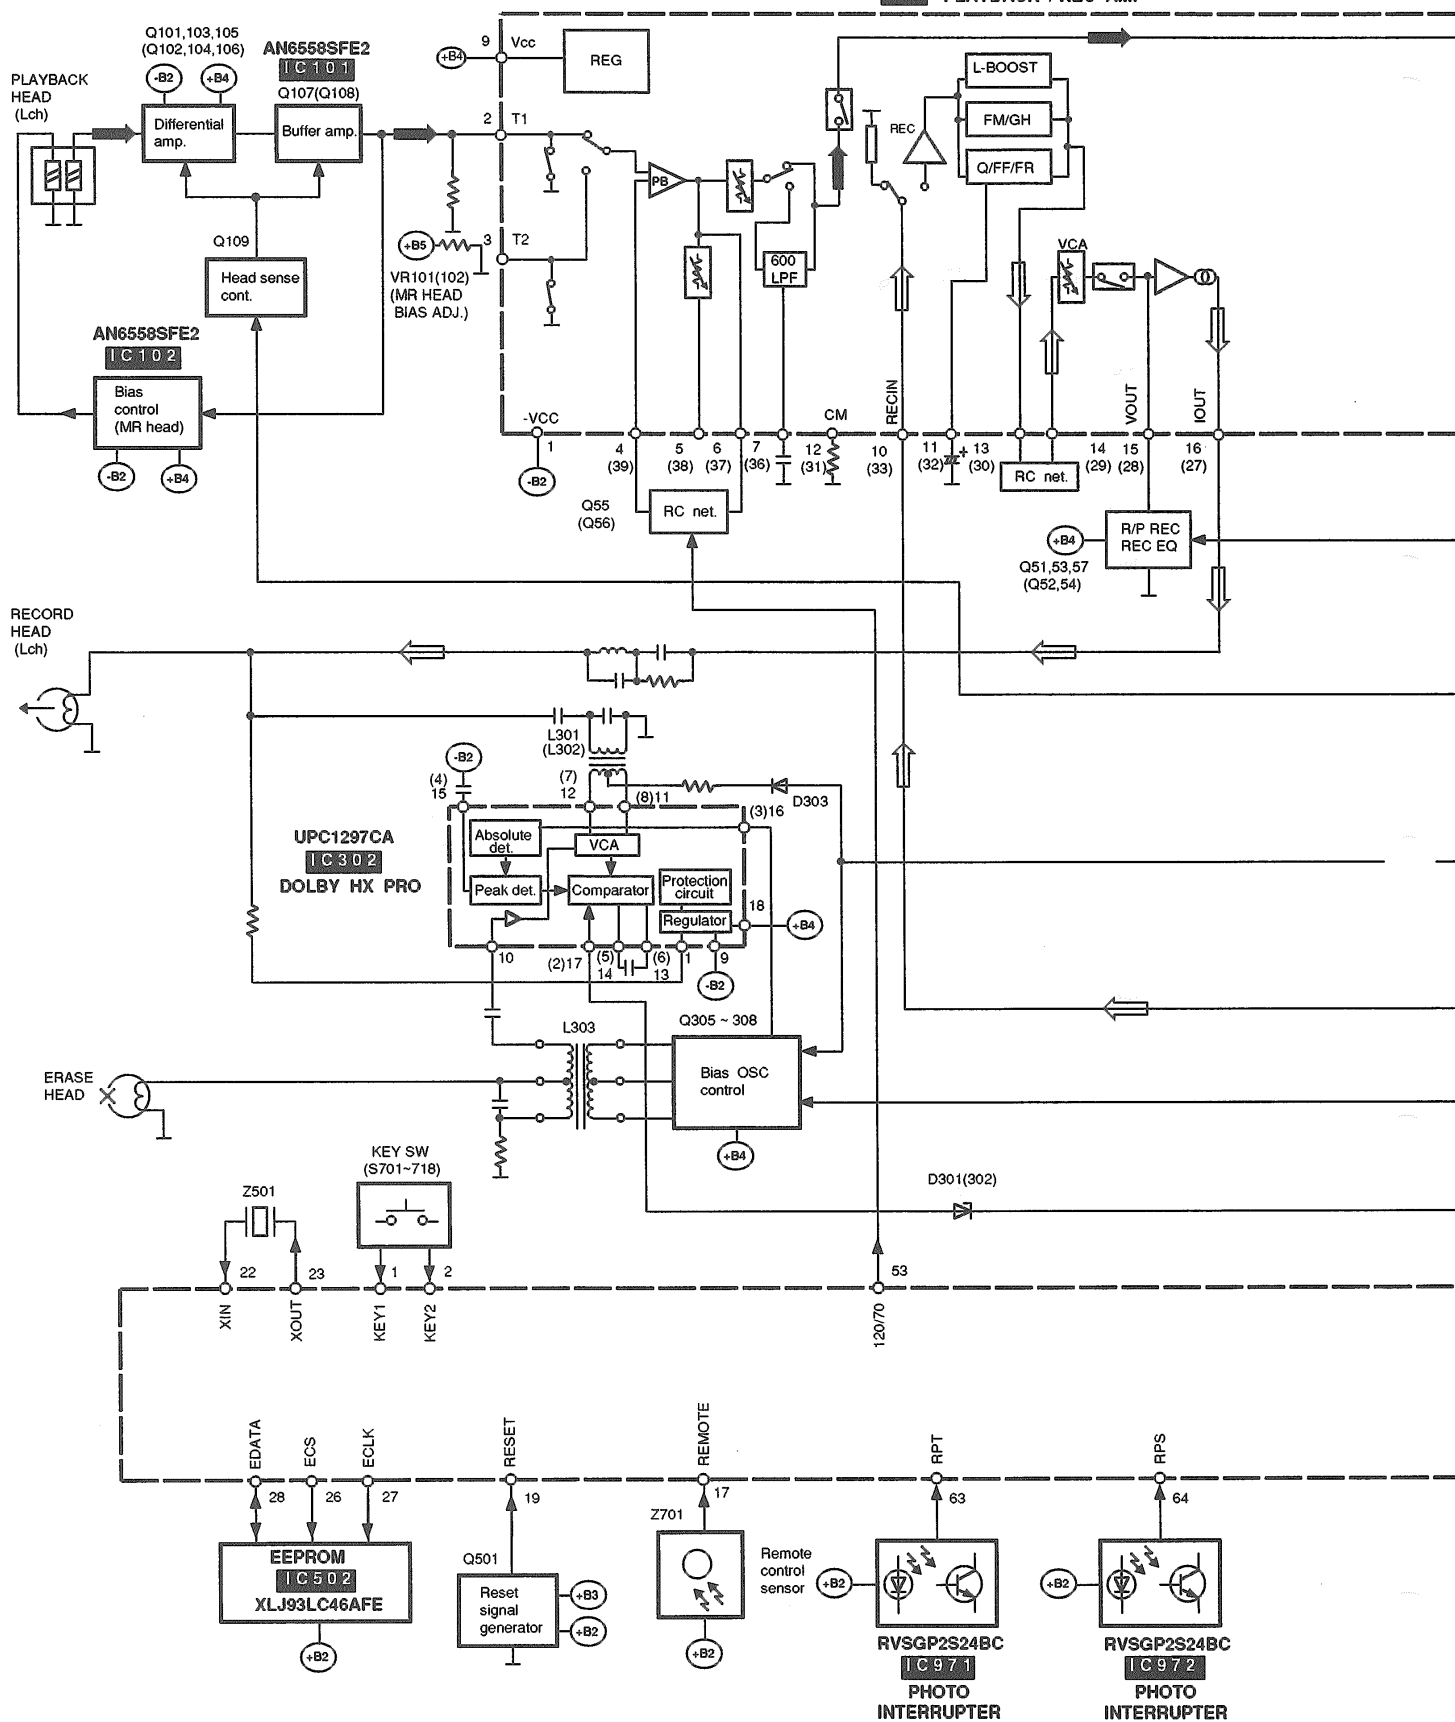 Q101,103,105
(Q102,104,106)
AN6558SFE2
IC101
Q107(Q108)
PLAYBACK
HEAD
(Lch)
-B2
+B4
Differential
amp.
Buffer amp.
Q109
Head sense
cont.
AN6558SFE2
IC102
Bias
control
(MR head)
-B2
+B4
+B5
VR101(102)
(MR HEAD
BIAS ADJ.)
+B4
9
Vcc
REG
2
T1
3
T2
PB
600
LPF
REC
L-BOOST
FM/GH
Q/FF/FR
VCA
-VCC
1
-B2
4
(39)
5
(38)
6
(37)
7
(36)
CM
12
(31)
RECIN
10
(33)
11
(32)
+
13
(30)
14
(29)
VOUT
15
(28)
IOUT
16
(27)
RC net.
Q55
(Q56)
RC net.
+B4
R/P REC
REC EQ
Q51,53,57
(Q52,54)
RECORD
HEAD
(Lch)
L301
(L302)
-B2
(4)
15
(7)
12
(8)11
D303
(3)16
UPC1297CA
IC302
DOLBY HX PRO
Absolute
det.
VCA
Peak det.
Comparator
Protection
circuit
Regulator
18
+B4
10
(2)17
(5)
14
(6)
13
1
9
-B2
L303
Q305 ~ 308
Bias OSC
control
+B4
ERASE
HEAD
KEY SW
(S701~718)
Z501
D301(302)
22
23
1
2
53
XIN
XOUT
KEY1
KEY2
120/70
EDATA
ECS
ECLK
RESET
REMOTE
RPT
RPS
28
26
27
19
17
63
64
EEPROM
IC502
XLJ93LC46AFE
+B2
Q501
Reset
signal
generator
+B3
+B2
Z701
Remote
control
sensor
+B2
+B2
RVSGP2S24BC
IC971
PHOTO
INTERRUPTER
+B2
RVSGP2S24BC
IC972
PHOTO
INTERRUPTER